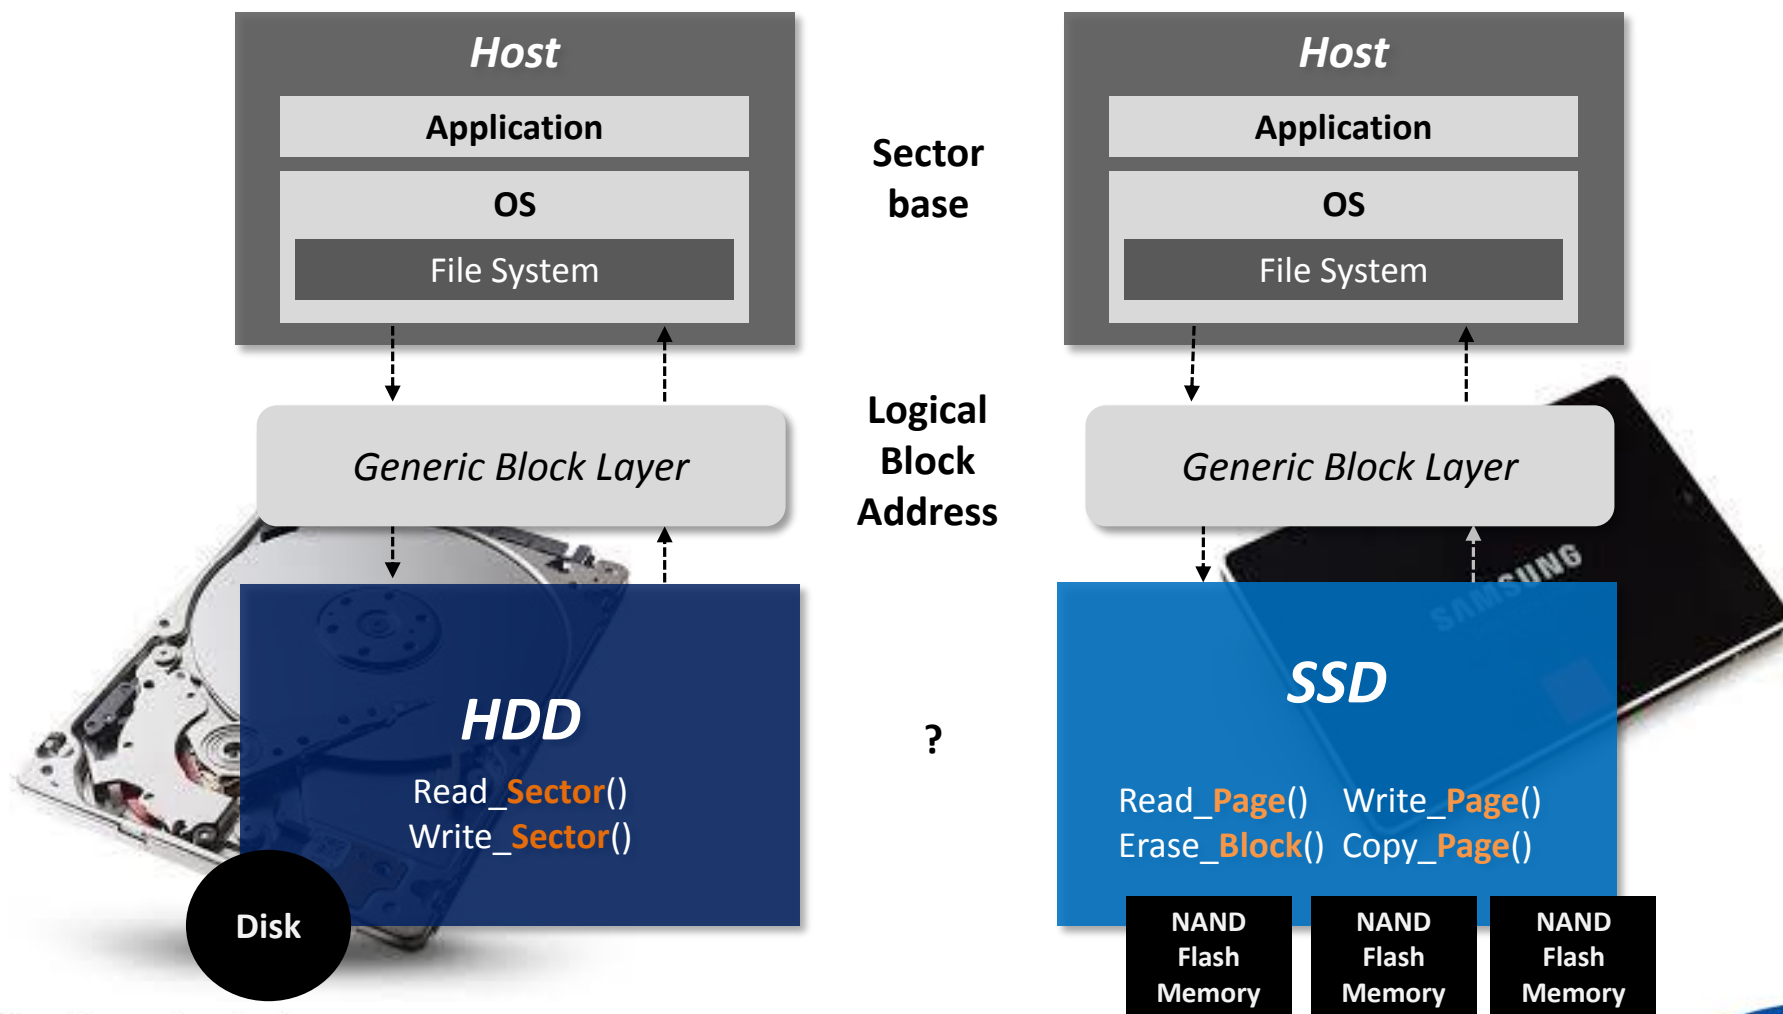 Host
Application
OS
File System
Generic Block Layer
HDD
Read_Sector()
Write_Sector()
Disk
Sector
base
Logical
Block
Address
?
Host
Application
OS
File System
Generic Block Layer
SAMSUNG
SSD
Read_Page() Write_Page()
Erase_Block() Copy_Page()
NAND
Flash
Memory
NAND
Flash
Memory
NAND
Flash
Memory